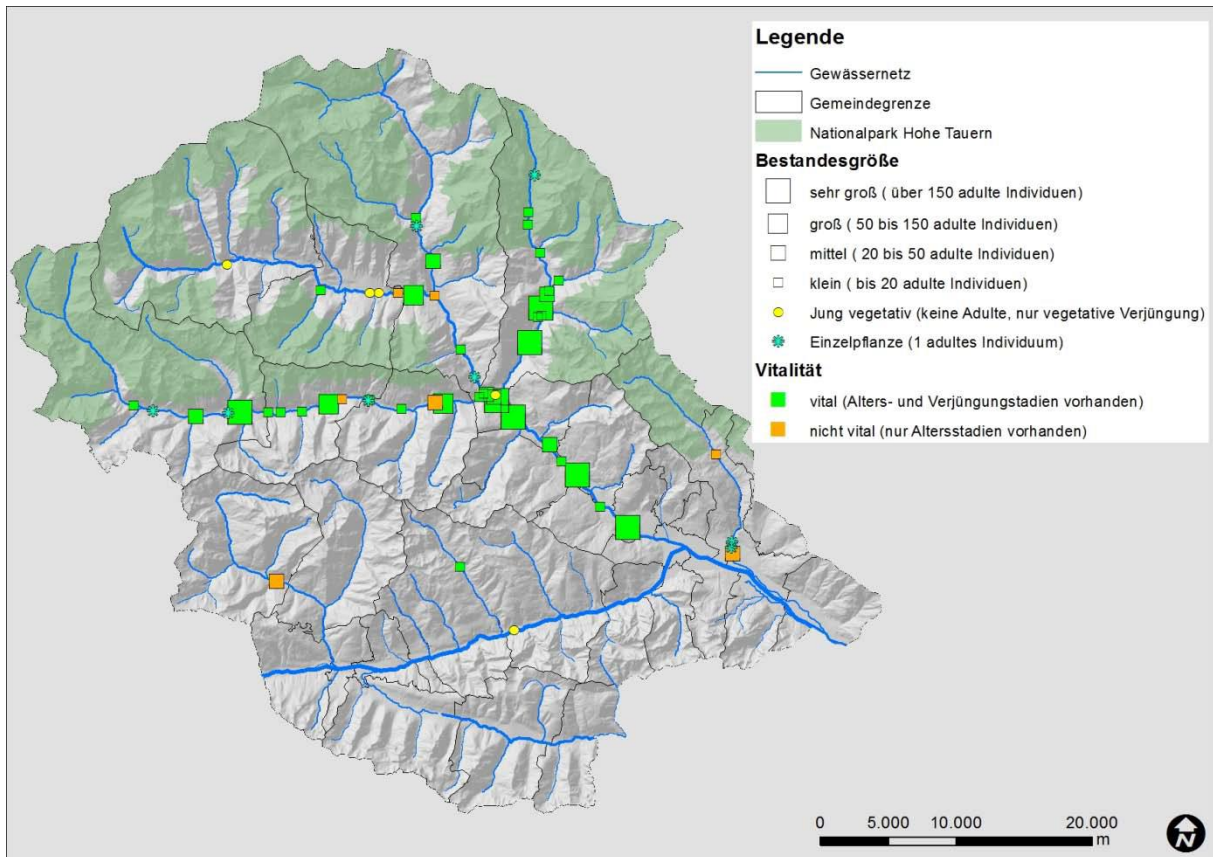 Legende
Gewässernetz
Gemeindegrenze
Nationalpark Hohe Tauern
Bestandesgröße
sehr groß ( über 150 adulte Individuen)
groß ( 50 bis 150 adulte Individuen)
mittel ( 20 bis 50 adulte Individuen)
klein ( bis 20 adulte Individuen)
Jung vegetativ (keine Adulte, nur vegetative Verjüngung)
Einzelpflanze (1 adultes Individuum)
Vitalität
vital (Alters- und Verjüngungstadien vorhanden)
nicht vital (nur Altersstadien vorhanden)
0 5.000 10.000 20.000
m
N